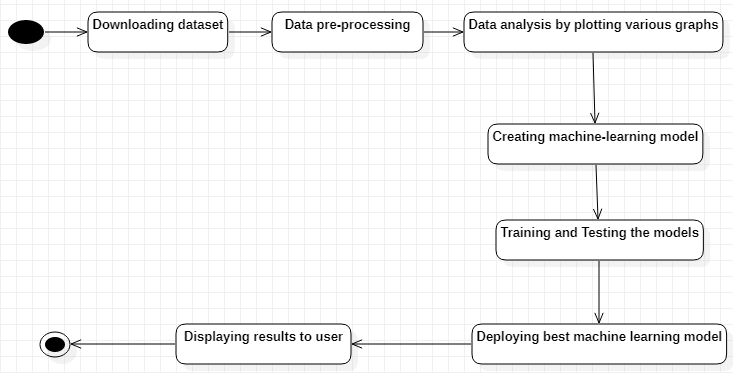 Downloading dataset
Data pre-processing
Data analysis by plotting various graphs
Creating machine-learning model
Training and Testing the models
Deploying best machine learning model
Displaying results to user